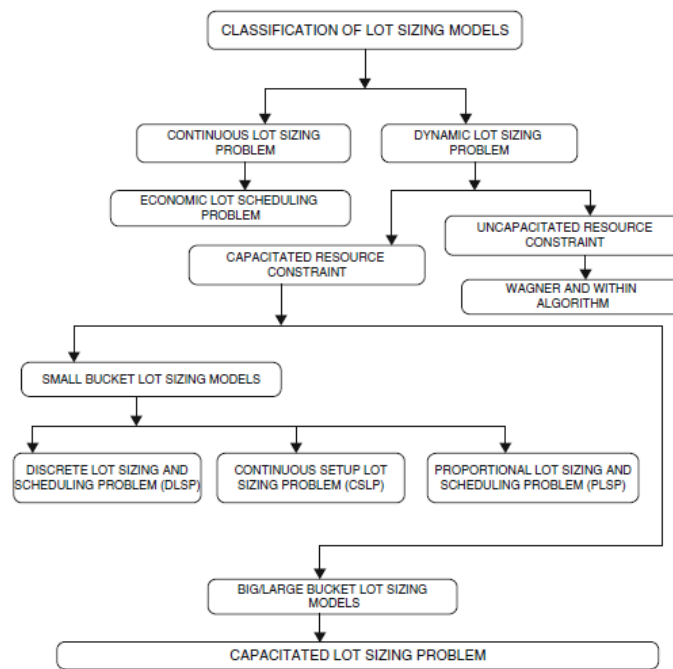 CLASSIFICATION OF LOT SIZING MODELS
CONTINUOUS LOT SIZING
PROBLEM
DYNAMIC LOT SIZING
PROBLEM
ECONOMIC LOT SCHEDULING
PROBLEM
UNCAPACITATED RESOURCE
CONSTRAINT
CAPACITATED RESOURCE
CONSTRAINT
WAGNER AND WITHIN
ALGORITHM
SMALL BUCKET LOT SIZING MODELS
DISCRETE LOT SIZING AND
SCHEDULING PROBLEM (DLSP)
CONTINUOUS SETUP LOT
SIZING PROBLEM (CSLP)
PROPORTIONAL LOT SIZING AND
SCHEDULING PROBLEM (PLSP)
BIG/LARGE BUCKET LOT SIZING
MODELS
CAPACITATED LOT SIZING PROBLEM